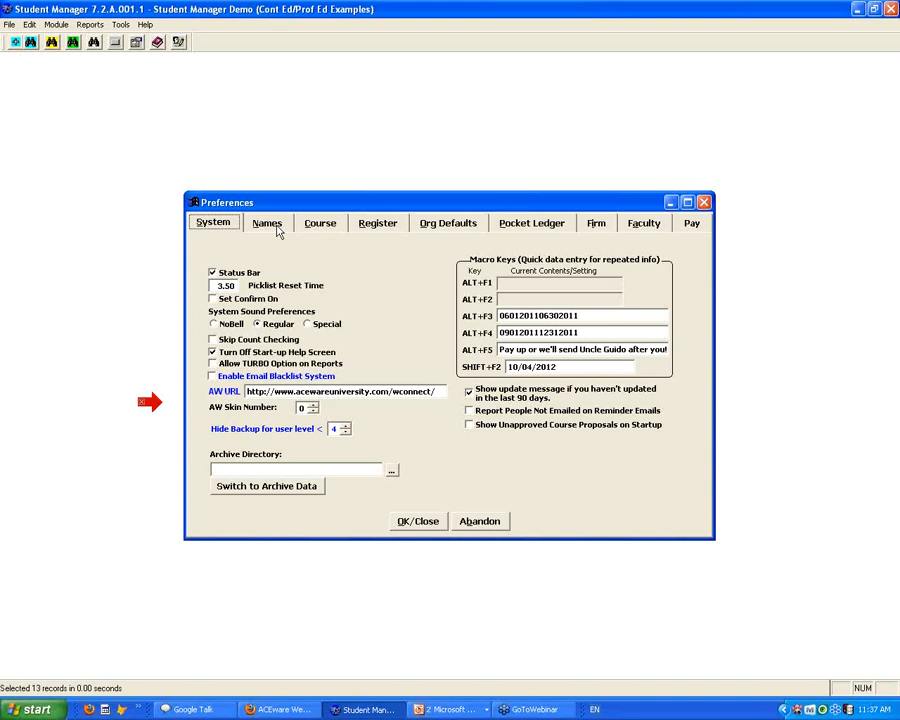 Student Manager 7.2.A.001.1 - Student Manager Demo (Cont Ed/Prof Ed Examples)
File Edit Module Reports Tools Help
Preferences
System Names Course Register Org Defaults Pocket Ledger Firm Faculty Pay
Status Bar
3.50 Picklist Reset Time
Set Confirm On
System Sound Preferences
NoBell Regular Special
Skip Count Checking
Turn Off Start-up Help Screen
Allow TURBO Option on Reports
Enable Email Blacklist System
AW URL http://www.acewareuniversity.com/wconnect/
AW Skin Number: 0
Hide Backup for user level < 4
Archive Directory:
...
Switch to Archive Data
Macro Keys (Quick data entry for repeated info)
Key Current Contents/Setting
ALT+F1
ALT+F2
ALT+F3 0601201106302011
ALT+F4 0901201112312011
ALT+F5 Pay up or we'll send Uncle Guido after you!
SHIFT+F2 10/04/2012
Show update message if you haven't updated
in the last 90 days.
Report People Not Emailed on Reminder Emails
Show Unapproved Course Proposals on Startup
OK/Close Abandon
Selected 13 records in 0.00 seconds NUM
start Google Talk ACEware We... Student Man... 2 Microsoft ... GoToWebinar EN 11:37 AM